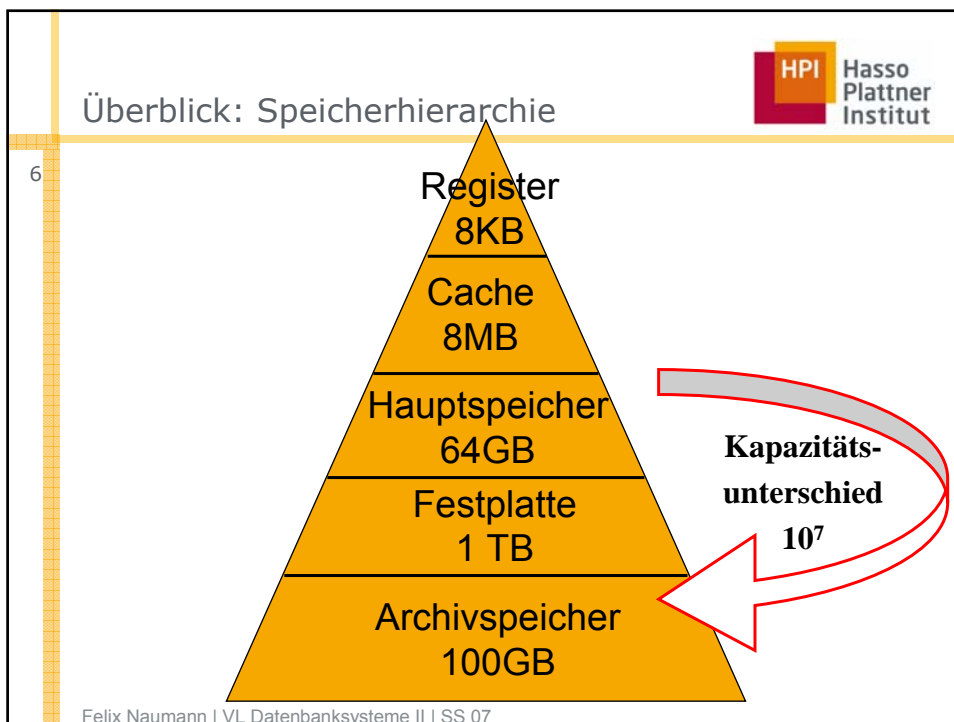 Überblick: Speicherhierarchie
HPI
Hasso
Plattner
Institut
6
Register
8KB
Cache
8MB
Hauptspeicher
64GB
Festplatte
1 TB
Archivspeicher
100GB
Kapazitäts-
unterschied
10⁷
Felix Naumann | VL Datenbanksysteme II | SS 07